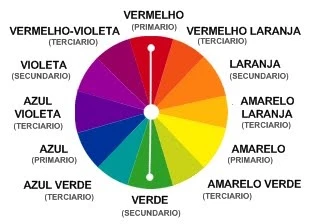 VERMELHO
(PRIMARIO)
VERMELHO-VIOLETA
(TERCIARIO)
VERMELHO LARANJA
(TERCIARIO)
VIOLETA
(SECUNDARIO)
LARANJA
(SECUNDARIO)
AZUL
VIOLETA
(TERCIARIO)
AMARELO
LARANJA
(TERCIARIO)
AZUL
(PRIMARIO)
AMARELO
(PRIMARIO)
AZUL VERDE
(TERCIARIO)
AMARELO VERDE
(TERCIARIO)
VERDE
(SECUNDARIO)